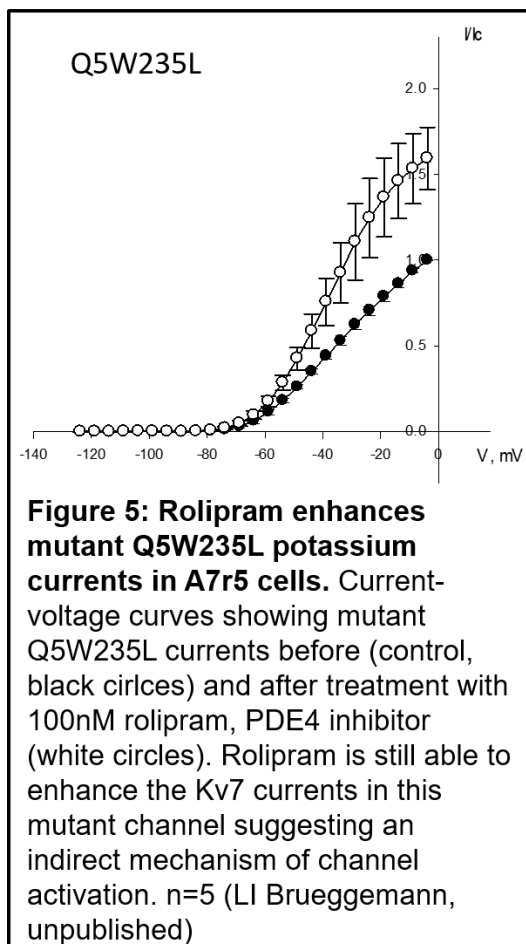 Q5W235L
I/Ic
2.0
1.5
1.0
0.5
0.0
-140
-120
-100
-80
-60
-40
-20
0
V, mV
Figure 5: Rolipram enhances
mutant Q5W235L potassium
currents in A7r5 cells. Current-
voltage curves showing mutant
Q5W235L currents before (control,
black cirlces) and after treatment with
100nM rolipram, PDE4 inhibitor
(white circles). Rolipram is still able to
enhance the Kv7 currents in this
mutant channel suggesting an
indirect mechanism of channel
activation. n=5 (LI Brueggemann,
unpublished)